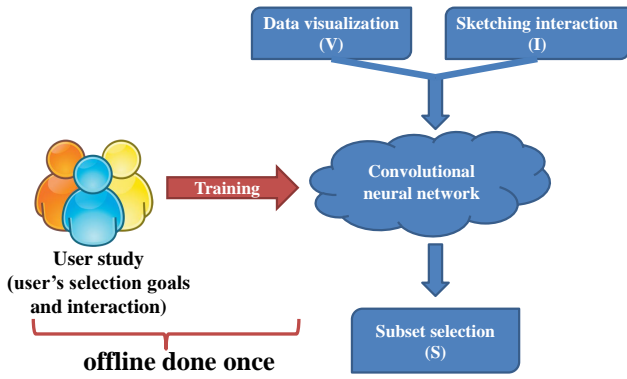 Data visualization
(V)
Sketching interaction
(I)
Convolutional
neural network
Training
User study
(user's selection goals
and interaction)
Subset selection
(S)
offline done once